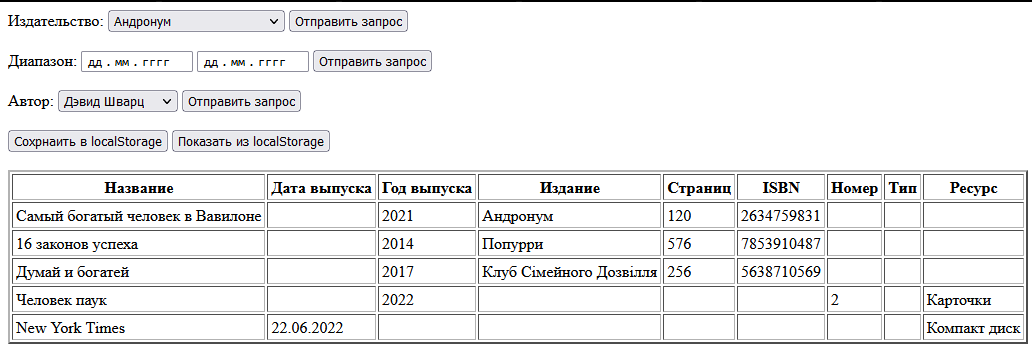 Издательство: Андронум Отправить запрос
Диапазон: дд.мм.гггг дд.мм.гггг Отправить запрос
Автор: Дэвид Шварц Отправить запрос
Сохрнаить в localStorage Показать из localStorage
Название Дата выпуска Год выпуска Издание Страниц ISBN Номер Тип Ресурс
Самый богатый человек в Вавилоне 2021 Андронум 120 2634759831
16 законов успеха 2014 Попурри 576 7853910487
Думай и богатей 2017 Клуб Сімейного Дозвілля 256 5638710569
Человек паук 2022 2 Карточки
New York Times 22.06.2022 Компакт диск